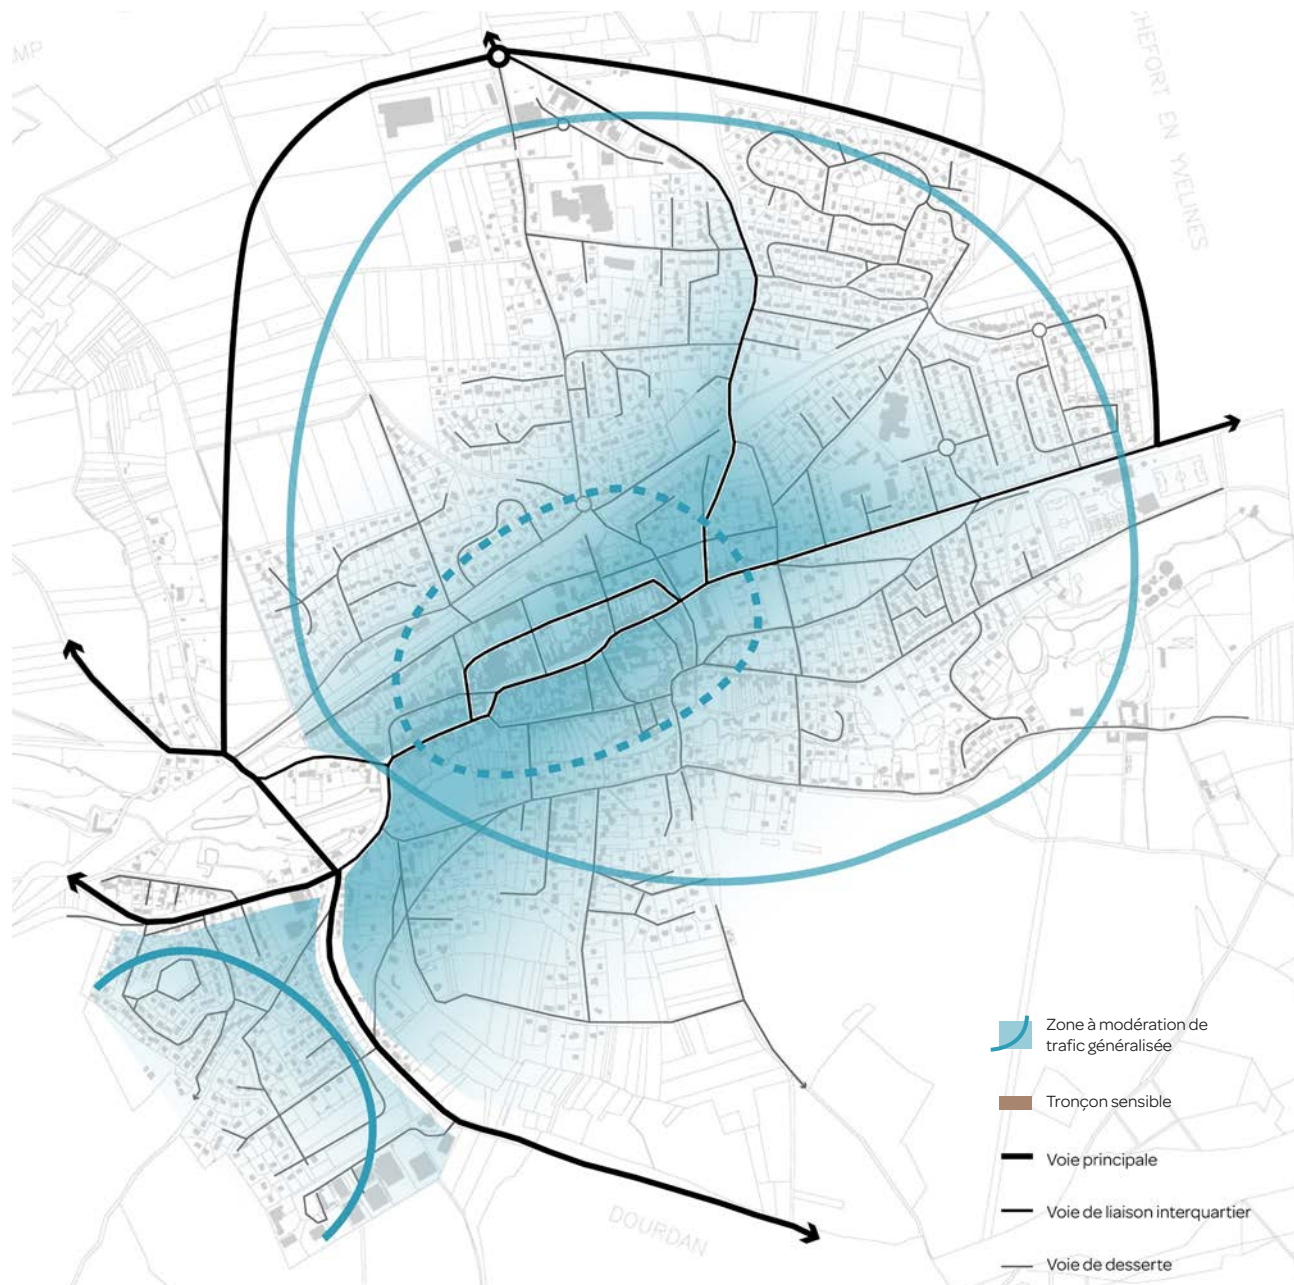 MP
CHEFORT EN YVELINES
Zone à modération de
trafic généralisée
Tronçon sensible
Voie principale
Voie de liaison interquartier
Voie de desserte
DOURDAN